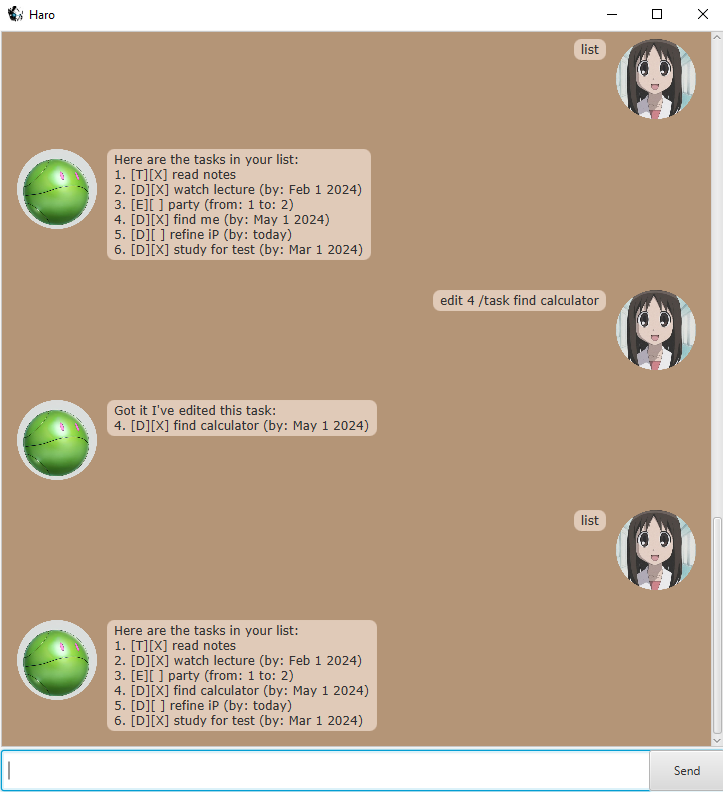 Haro
list
Here are the tasks in your list:
1. [T][X] read notes
2. [D][X] watch lecture (by: Feb 1 2024)
3. [E][ ] party (from: 1 to: 2)
4. [D][X] find me (by: May 1 2024)
5. [D][ ] refine iP (by: today)
6. [D][X] study for test (by: Mar 1 2024)
edit 4 /task find calculator
Got it I've edited this task:
4. [D][X] find calculator (by: May 1 2024)
list
Here are the tasks in your list:
1. [T][X] read notes
2. [D][X] watch lecture (by: Feb 1 2024)
3. [E][ ] party (from: 1 to: 2)
4. [D][X] find calculator (by: May 1 2024)
5. [D][ ] refine iP (by: today)
6. [D][X] study for test (by: Mar 1 2024)
Send